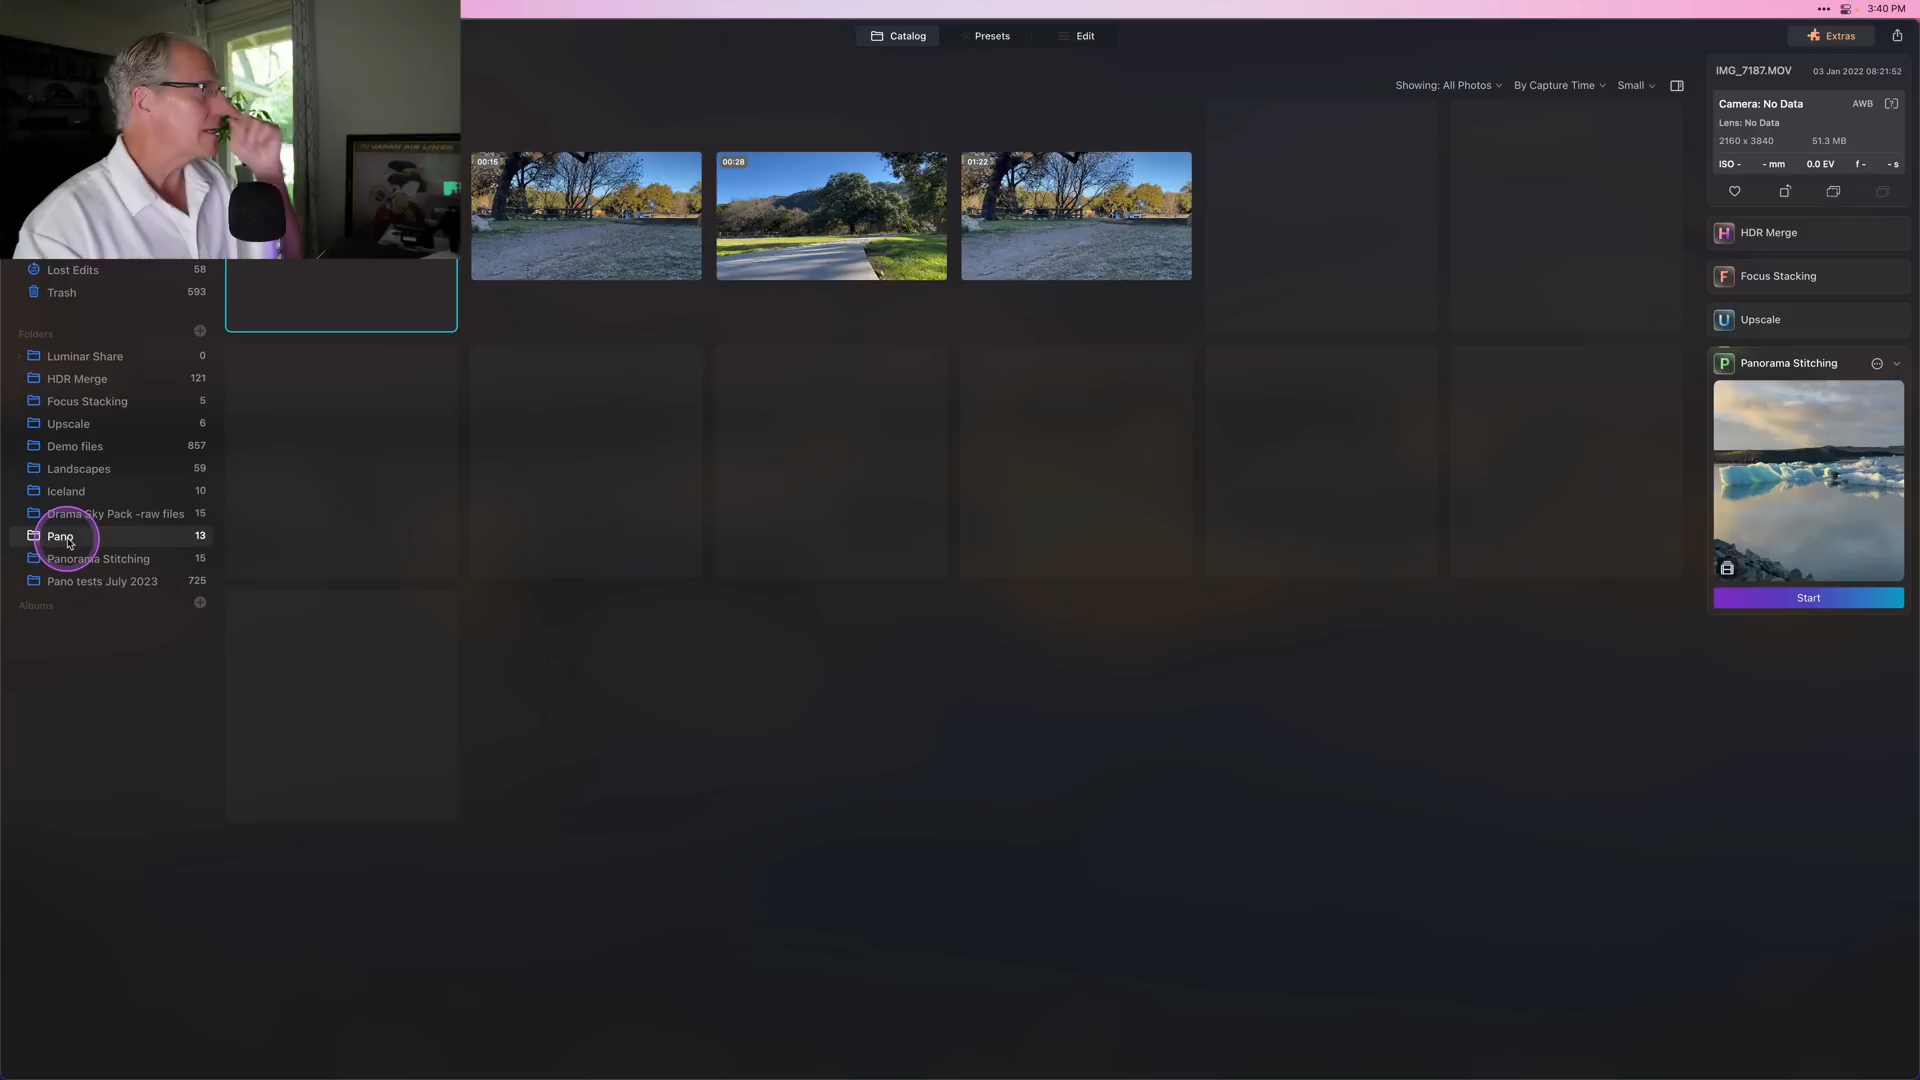 3:40 PM
Catalog
Presets
Edit
Extras
Showing: All Photos
By Capture Time
Small
IMG_7187.MOV
03 Jan 2022 08:21:52
Camera: No Data
AWB
Lens: No Data
2160 x 3840
51.3 MB
ISO -
- mm
0.0 EV
f -
- s
JAPAN AIR LINES
00:15
00:28
01:22
HDR Merge
Focus Stacking
Upscale
Panorama Stitching
Start
Lost Edits 58
Trash 593
Folders
Luminar Share 0
HDR Merge 121
Focus Stacking 5
Upscale 6
Demo files 857
Landscapes 59
Iceland 10
Drama Sky Pack -raw files 15
Pano 13
Panorama Stitching 15
Pano tests July 2023 725
Albums